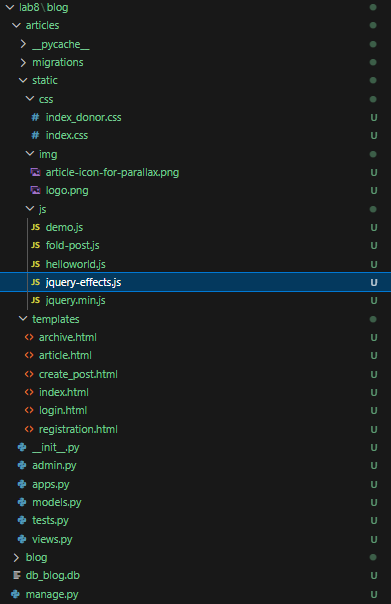 lab8\blog
articles
__pycache__
migrations
static
css
# index_donor.css U
# index.css U
img
article-icon-for-parallax.png U
logo.png U
js
JS demo.js U
JS fold-post.js U
JS helloworld.js U
JS jquery-effects.js U
JS jquery.min.js U
templates
<> archive.html U
<> article.html U
<> create_post.html U
<> index.html U
<> login.html U
<> registration.html U
__init__.py U
admin.py U
apps.py U
models.py U
tests.py U
views.py U
blog
db_blog.db U
manage.py U